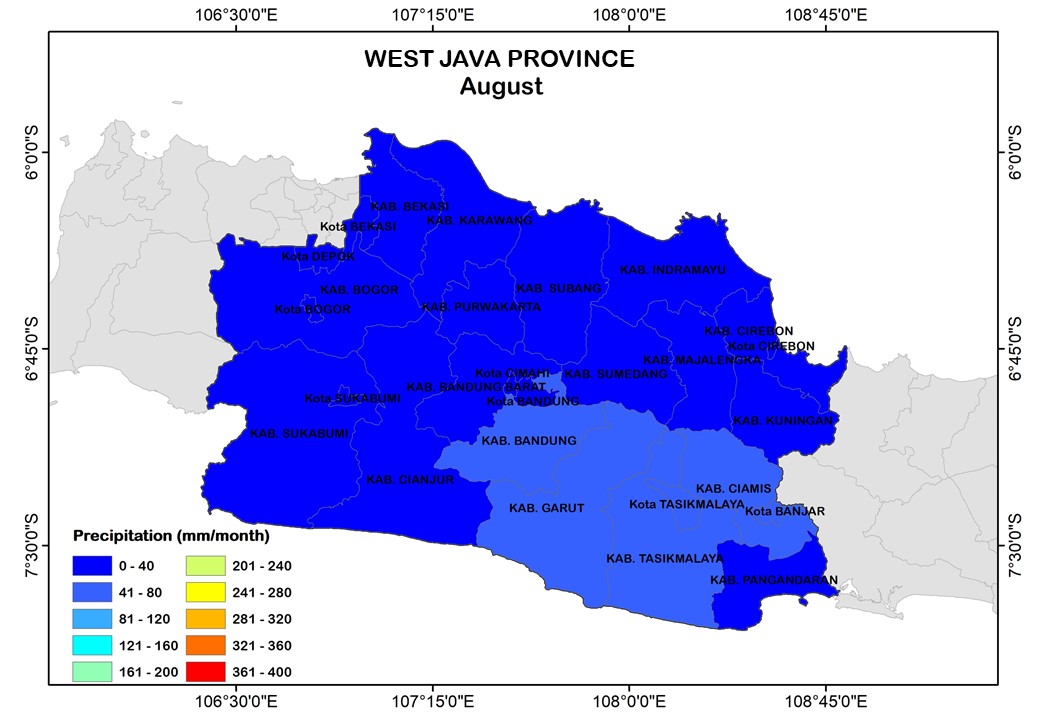 106°30'0"E 107°15'0"E 108°00'0"E 108°45'0"E
WEST JAVA PROVINCE
August
6°0'0"S
6°0'0"S
KAB. BEKASI
KAB. KARAWANG
Kota BEKASI
Kota DEPOK
KAB. INDRAMAYU
KAB. BOGOR
KAB. SUBANG
Kota BOGOR
KAB. PURWAKARTA
KAB. CIREBON
Kota CIREBON
6°45'0"S
6°45'0"S
KAB. MAJALENGKA
Kota CIMAHI
KAB. SUMEDANG
KAB. BANDUNG BARAT
Kota SUKABUMI
Kota BANDUNG
KAB. KUNINGAN
KAB. SUKABUMI
KAB. BANDUNG
KAB. CIANJUR
KAB. CIAMIS
KAB. GARUT
Kota TASIKMALAYA
Kota BANJAR
7°30'0"S
7°30'0"S
KAB. TASIKMALAYA
KAB. PANGANDARAN
Precipitation (mm/month)
0 - 40
201 - 240
41 - 80
241 - 280
81 - 120
281 - 320
121 - 160
321 - 360
161 - 200
361 - 400
106°30'0"E 107°15'0"E 108°00'0"E 108°45'0"E